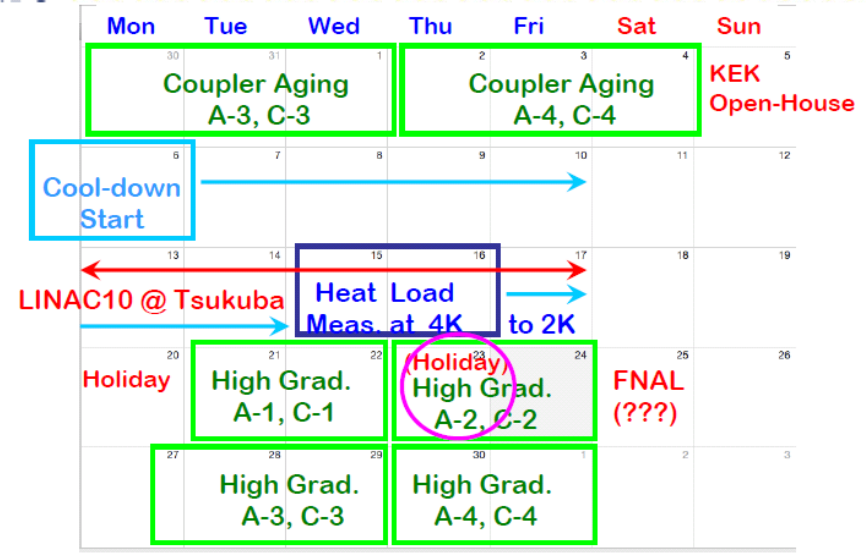 Mon Tue Wed Thu Fri Sat Sun
30 31 1 2 3 4 5
Coupler Aging
A-3, C-3
Coupler Aging
A-4, C-4
KEK
Open-House
6 7 8 9 10 11 12
Cool-down
Start
13 14 15 16 17 18 19
LINAC10 @ Tsukuba
Heat Load
Meas. at 4K
to 2K
20 21 22 23 24 25 26
Holiday
High Grad.
A-1, C-1
(Holiday)
High Grad.
A-2, C-2
FNAL
(???)
27 28 29 30 1 2 3
High Grad.
A-3, C-3
High Grad.
A-4, C-4